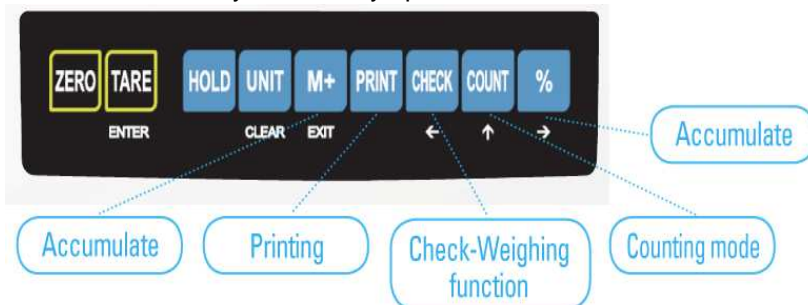 ZERO TARE HOLD UNIT M+ PRINT CHECK COUNT %
ENTER CLEAR EXIT ← ↑ →
Accumulate
Accumulate Printing Check-Weighing function Counting mode